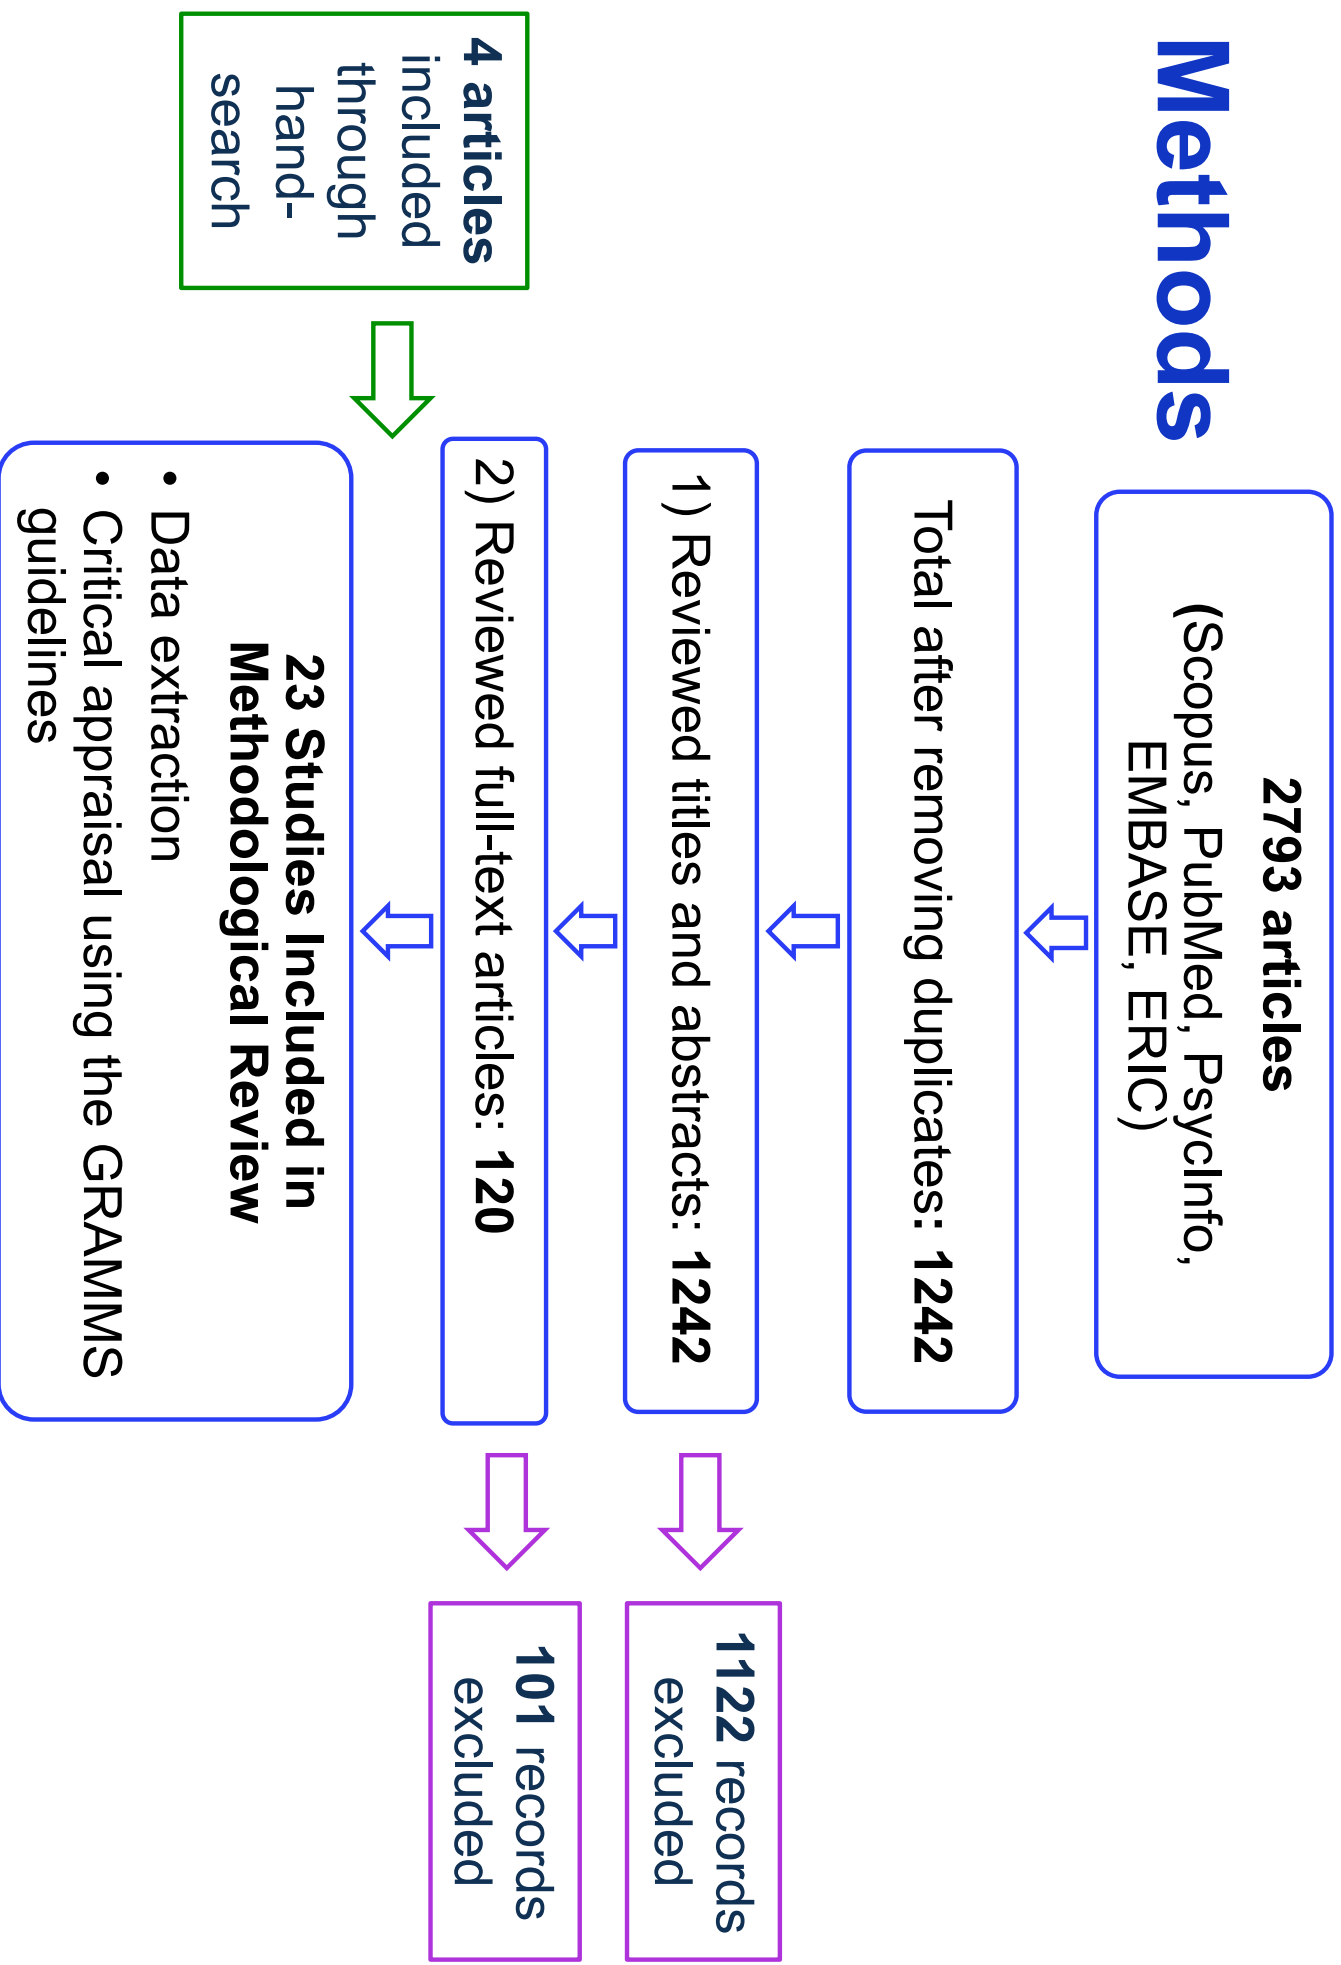 Methods
2793 articles
(Scopus, PubMed, PsycInfo,
EMBASE, ERIC)
Total after removing duplicates: 1242
1) Reviewed titles and abstracts: 1242
1122 records
excluded
2) Reviewed full-text articles: 120
101 records
excluded
4 articles
included
through
hand-
search
23 Studies Included in
Methodological Review
• Data extraction
• Critical appraisal using the GRAMMS
guidelines